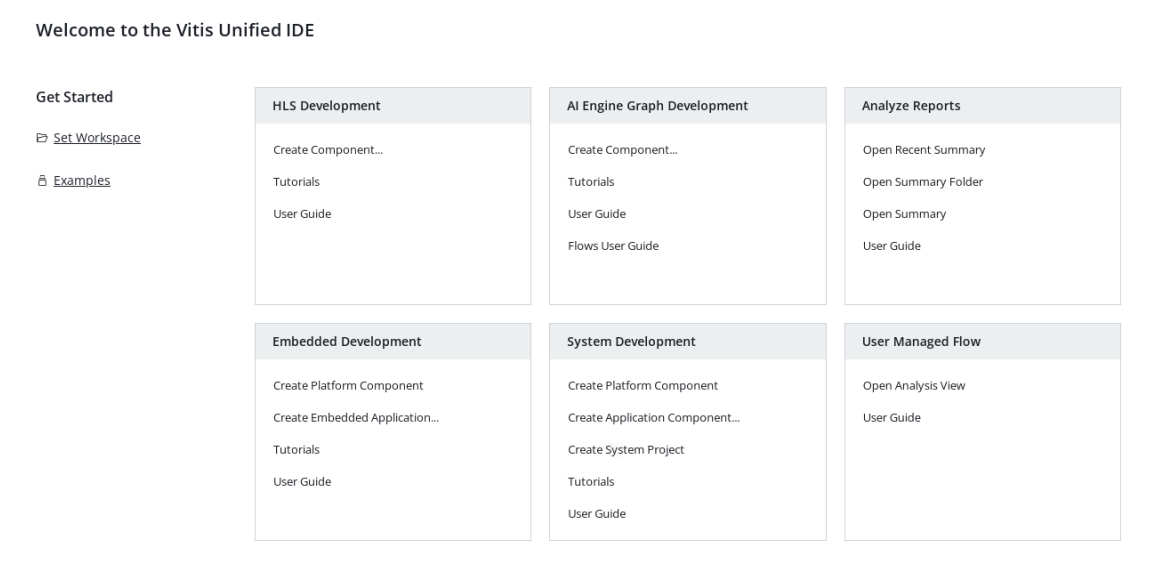 Welcome to the Vitis Unified IDE
Get Started
Set Workspace
Examples
HLS Development
Create Component...
Tutorials
User Guide
AI Engine Graph Development
Create Component...
Tutorials
User Guide
Flows User Guide
Analyze Reports
Open Recent Summary
Open Summary Folder
Open Summary
User Guide
Embedded Development
Create Platform Component
Create Embedded Application...
Tutorials
User Guide
System Development
Create Platform Component
Create Application Component...
Create System Project
Tutorials
User Guide
User Managed Flow
Open Analysis View
User Guide